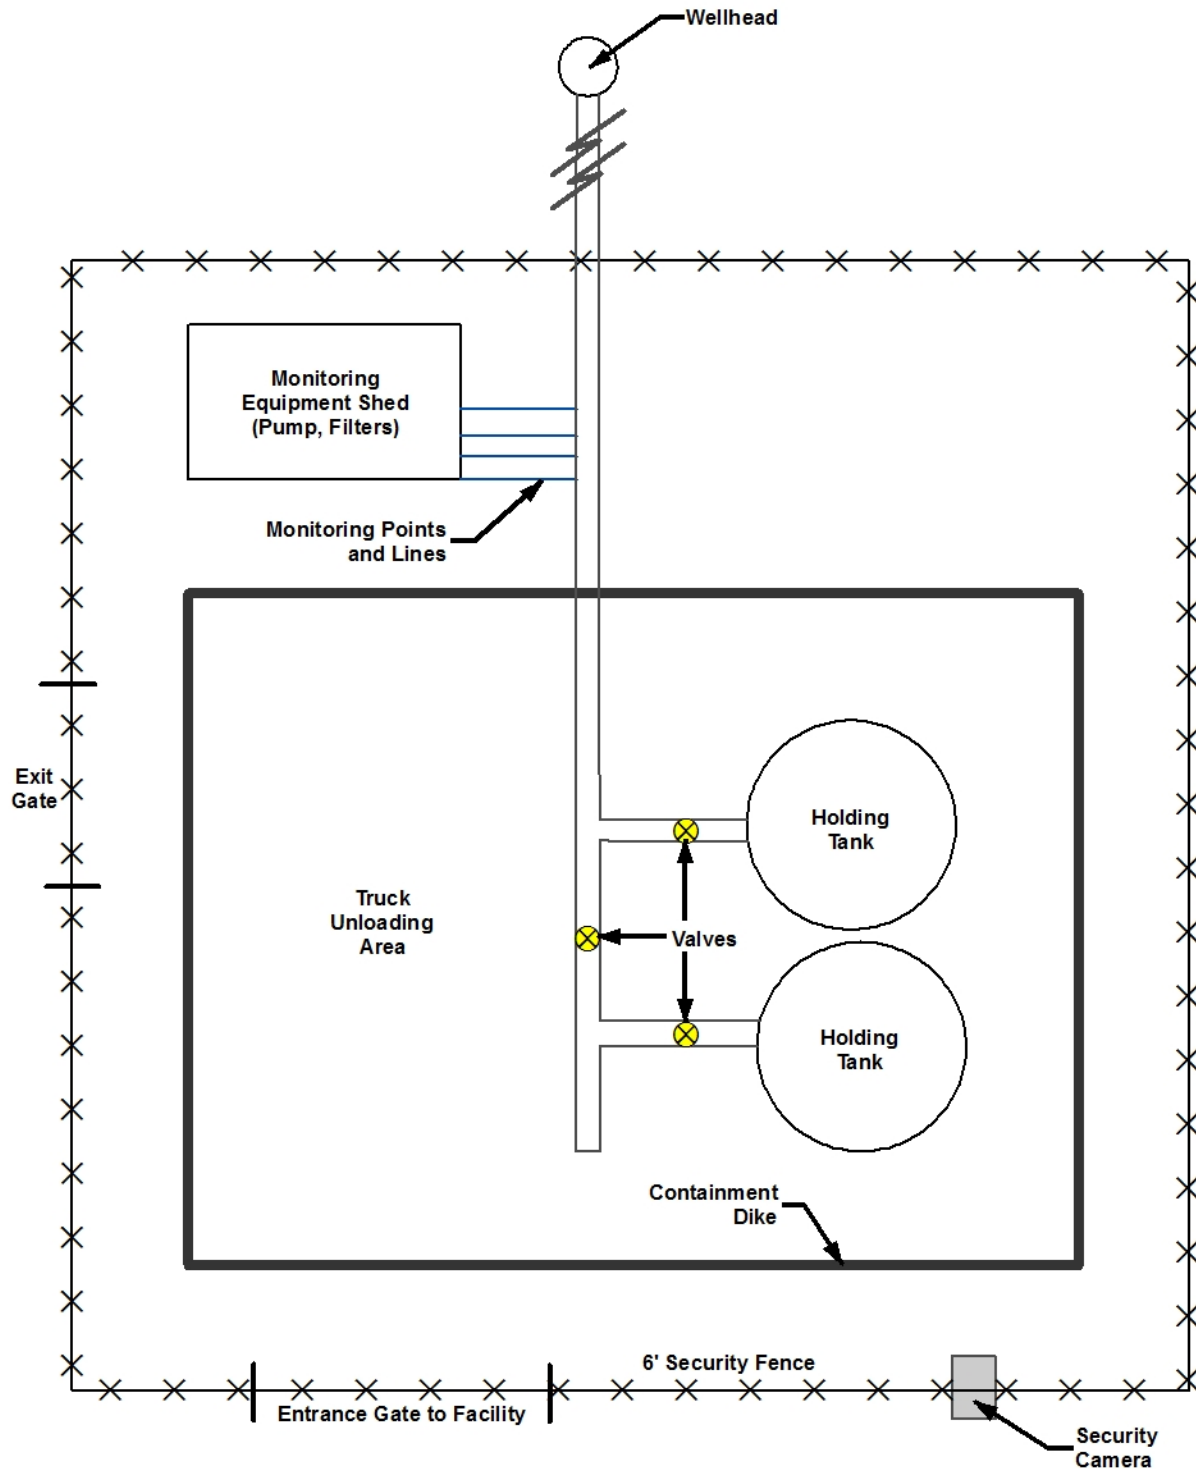 Wellhead
Monitoring
Equipment Shed
(Pump, Filters)
Monitoring Points
and Lines
Exit
Gate
Holding
Tank
Truck
Unloading
Area
Valves
Holding
Tank
Containment
Dike
6' Security Fence
Entrance Gate to Facility
Security
Camera